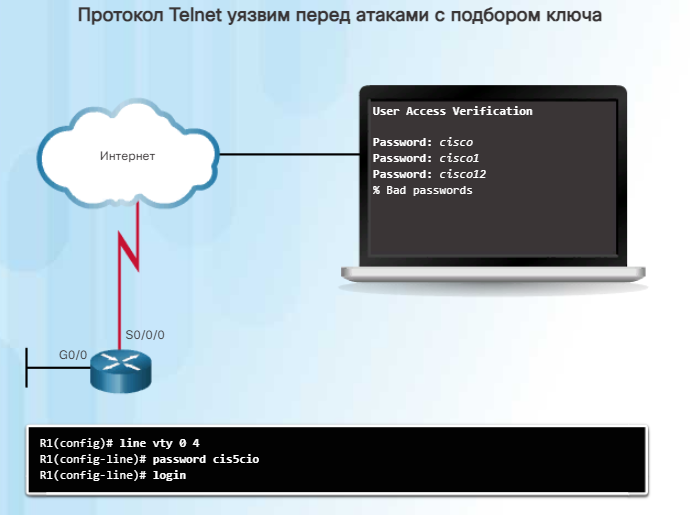 Протокол Telnet уязвим перед атаками с подбором ключа
User Access Verification
Password: cisco
Password: cisco1
Password: cisco12
% Bad passwords
Интернет
S0/0/0
G0/0
R1(config)# line vty 0 4
R1(config-line)# password cis5cio
R1(config-line)# login